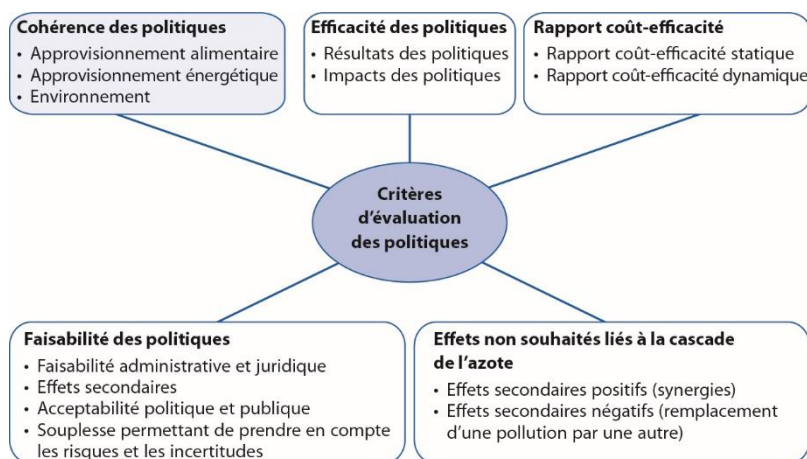 Cohérence des politiques
• Approvisionnement alimentaire
• Approvisionnement énergétique
• Environnement
Efficacité des politiques
• Résultats des politiques
• Impacts des politiques
Rapport coût-efficacité
• Rapport coût-efficacité statique
• Rapport coût-efficacité dynamique
Critères
d'évaluation
des politiques
Faisabilité des politiques
• Faisabilité administrative et juridique
• Effets secondaires
• Acceptabilité politique et publique
• Souplesse permettant de prendre en compte
les risques et les incertitudes
Effets non souhaités liés à la cascade
de l'azote
• Effets secondaires positifs (synergies)
• Effets secondaires négatifs (remplacement
d'une pollution par une autre)